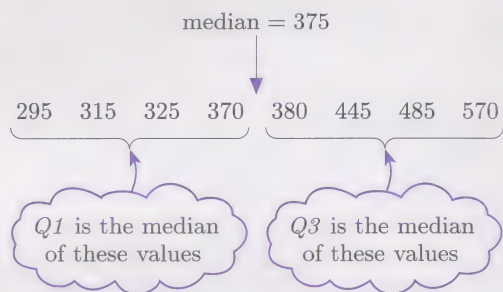 median = 375
295 315 325 370 380 445 485 570
Q1 is the median
of these values
Q3 is the median
of these values